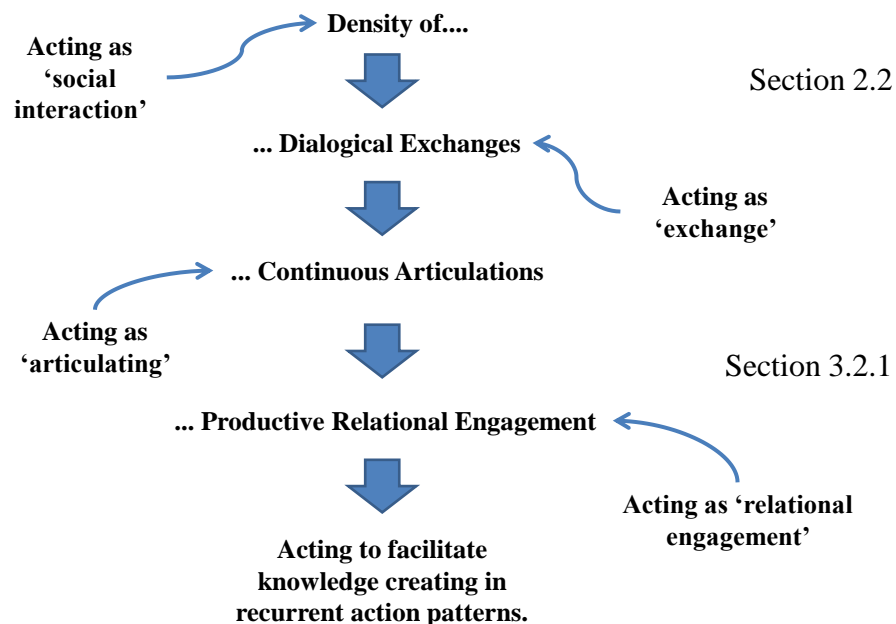 Density of....
Acting as
‘social
interaction’
Section 2.2
... Dialogical Exchanges
Acting as
‘exchange’
... Continuous Articulations
Acting as
‘articulating’
Section 3.2.1
... Productive Relational Engagement
Acting as ‘relational
engagement’
Acting to facilitate
knowledge creating in
recurrent action patterns.